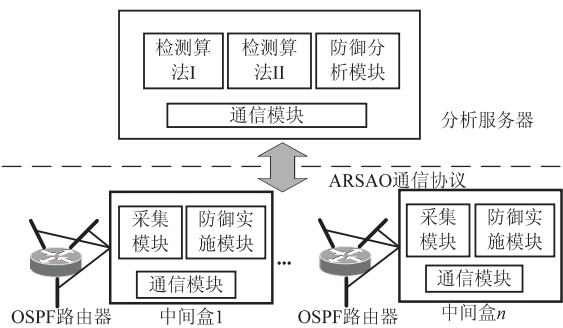 检测算
法I
检测算
法II
防御分
析模块
通信模块
分析服务器
ARSAO通信协议
采集
模块
防御实
施模块
通信模块
...
采集
模块
防御实
施模块
通信模块
OSPF路由器
中间盒1
OSPF路由器
中间盒n